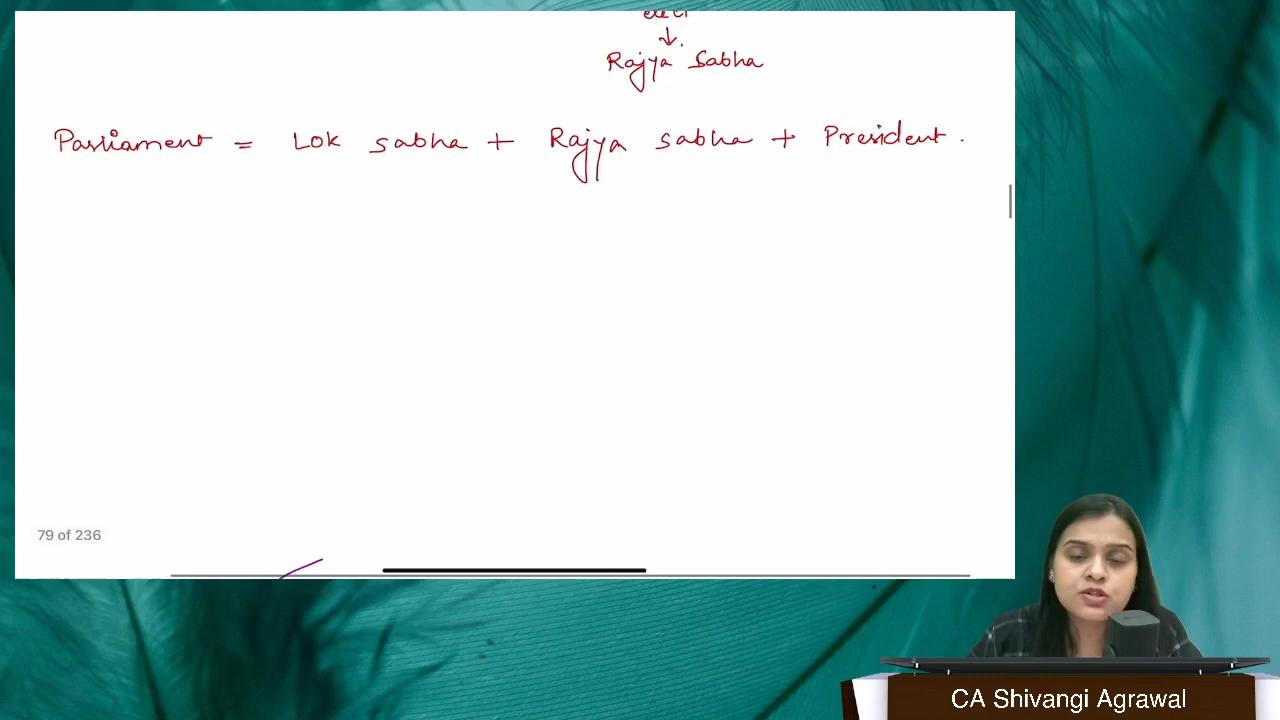 Rajya Sabha
Parliament = Lok sabha + Rajya sabha + President.
79 of 236
CA Shivangi Agrawal